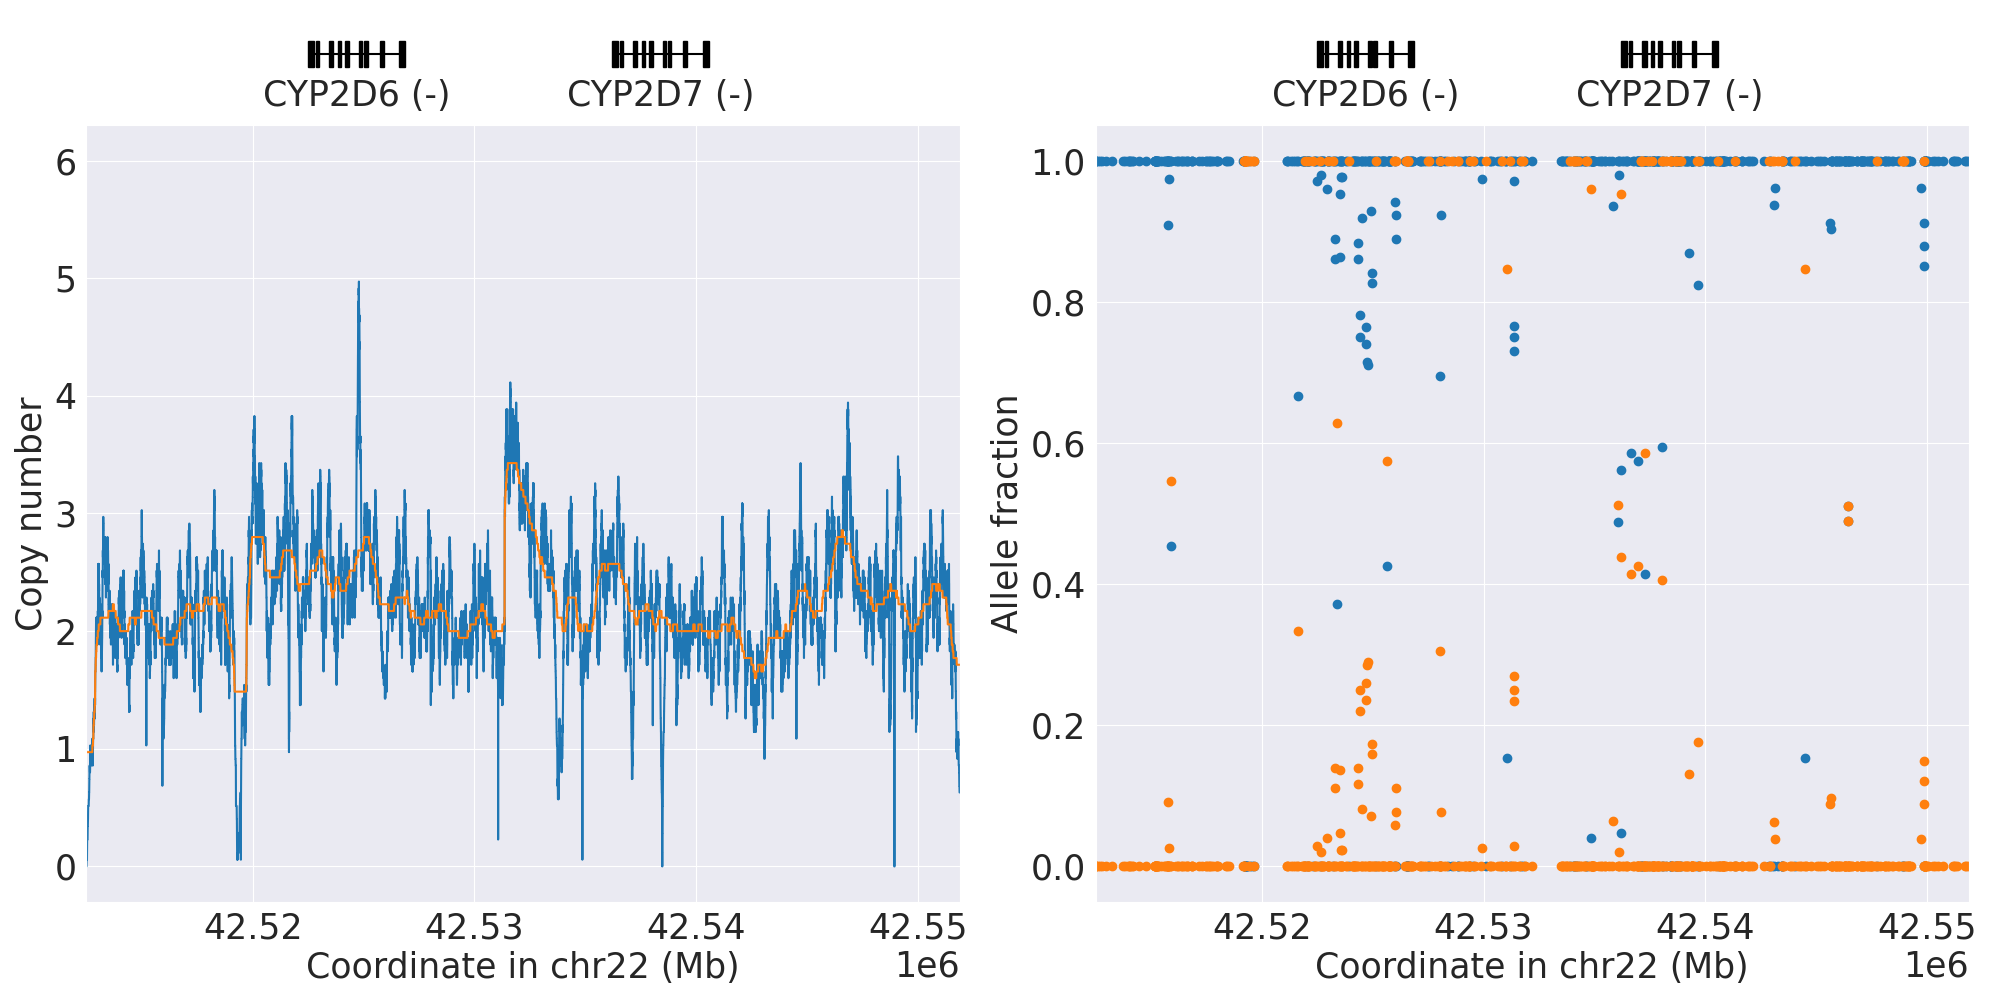 CYP2D6 (-) CYP2D7 (-)
6
5
4
3
2
1
0
Copy number
42.52 42.53 42.54 42.55
Coordinate in chr22 (Mb) 1e6
CYP2D6 (-) CYP2D7 (-)
1.0
0.8
0.6
0.4
0.2
0.0
Allele fraction
42.52 42.53 42.54 42.55
Coordinate in chr22 (Mb) 1e6